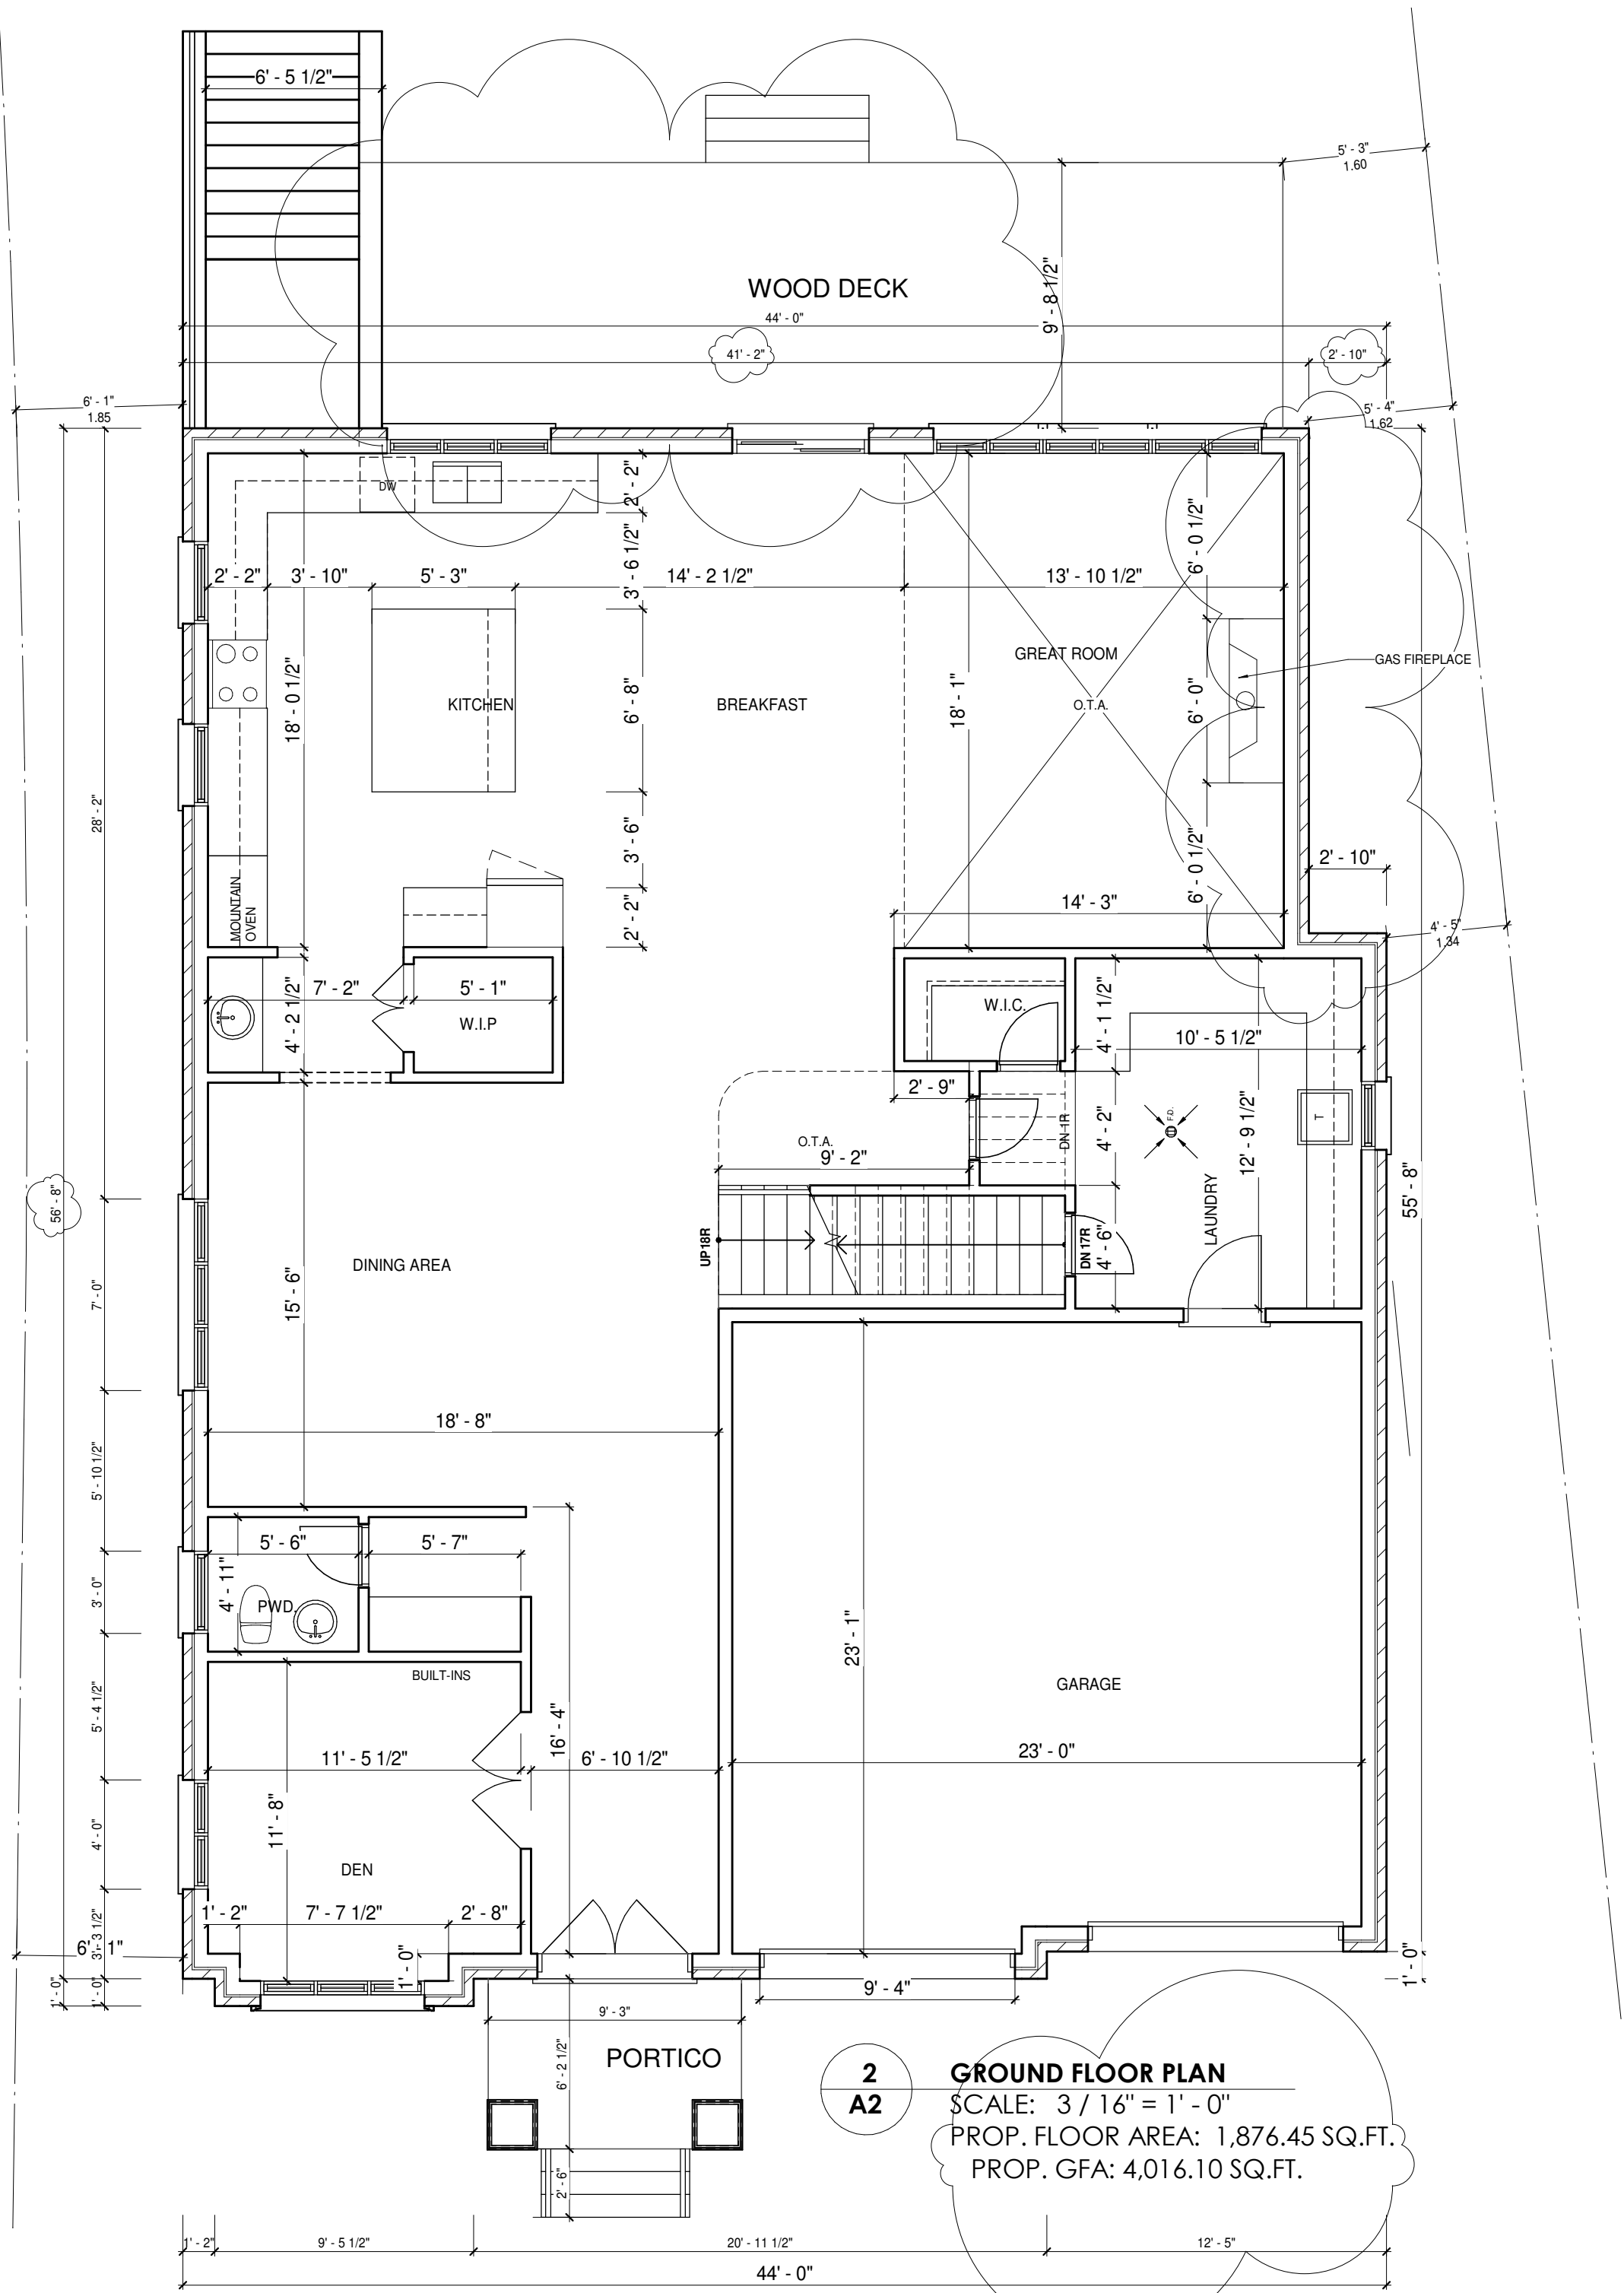 6' - 5 1/2"
5' - 3"
1.60
WOOD DECK
9' - 8 1/2"
44' - 0"
41' - 2"
2' - 10"
6' - 1"
1.85
5' - 4"
1.62
DW
2' - 2"
3' - 6 1/2"
6' - 0 1/2"
2' - 2"
3' - 10"
5' - 3"
14' - 2 1/2"
13' - 10 1/2"
GREAT ROOM
GAS FIREPLACE
18' - 0 1/2"
KITCHEN
6' - 8"
BREAKFAST
18' - 1"
O.T.A.
6' - 0"
28' - 2"
3' - 6"
6' - 0 1/2"
2' - 10"
MOUNTAIN
OVEN
2' - 2"
14' - 3"
4' - 5"
1.34
7' - 2"
4' - 2 1/2"
5' - 1"
W.I.P
W.I.C.
4' - 1 1/2"
10' - 5 1/2"
2' - 9"
O.T.A.
9' - 2"
DN 1R
4' - 2"
F.D.
12' - 9 1/2"
T
56' - 8"
55' - 8"
UP18R
DN 17R
4' - 6"
LAUNDRY
DINING AREA
7' - 0"
15' - 6"
18' - 8"
5' - 10 1/2"
5' - 6"
5' - 7"
4' - 11"
PWD.
3' - 0"
23' - 1"
BUILT-INS
GARAGE
5' - 4 1/2"
16' - 4"
11' - 5 1/2"
6' - 10 1/2"
23' - 0"
11' - 8"
4' - 0"
DEN
1' - 2"
7' - 7 1/2"
2' - 8"
3' - 3 1/2"
6' - 1"
1' - 0"
1' - 0"
1' - 0"
1' - 0"
9' - 4"
9' - 3"
6' - 2 1/2"
PORTICO
2
A2
GROUND FLOOR PLAN
SCALE: 3 / 16" = 1' - 0"
PROP. FLOOR AREA: 1,876.45 SQ.FT.
PROP. GFA: 4,016.10 SQ.FT.
2' - 6"
1' - 2"
9' - 5 1/2"
20' - 11 1/2"
12' - 5"
44' - 0"